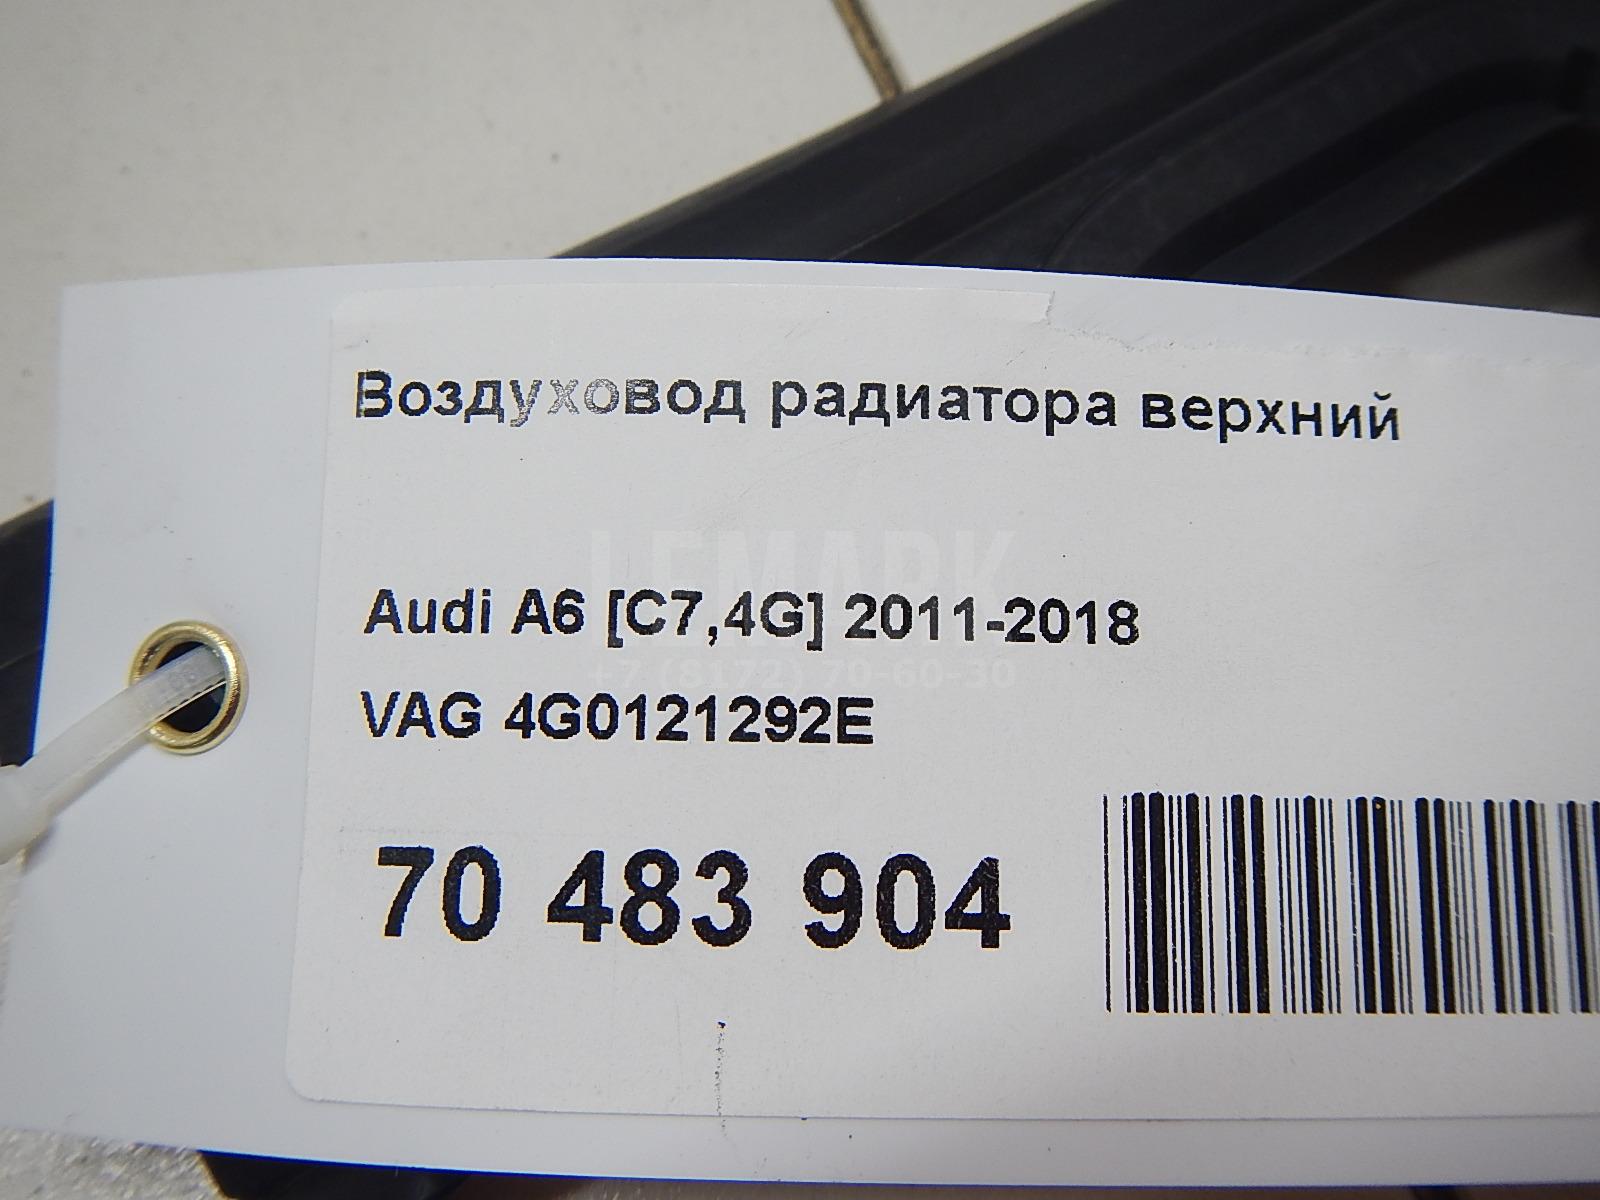 Воздуховод радиатора верхний
LEMARK
Audi A6 [C7,4G] 2011-2018
+7 (8172) 70-60-30
VAG 4G0121292E
70 483 904